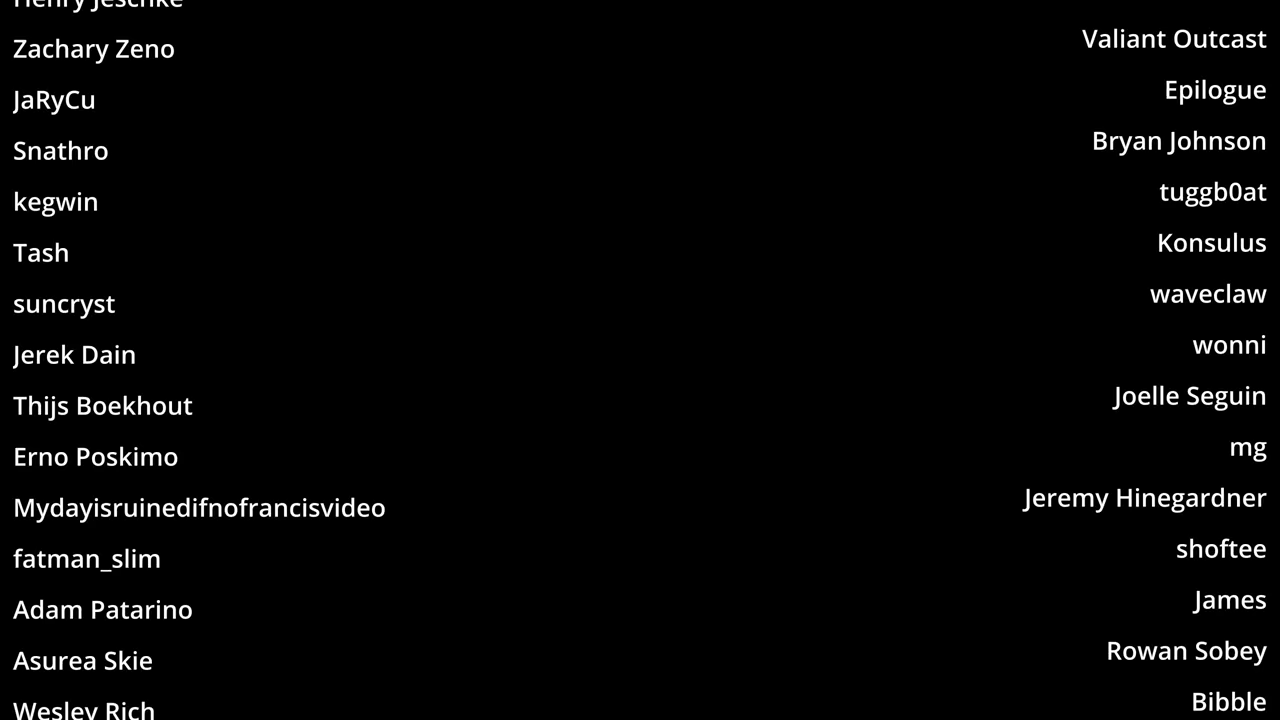 Henry Jeschke
Zachary Zeno
JaRyCu
Snathro
kegwin
Tash
suncryst
Jerek Dain
Thijs Boekhout
Erno Poskimo
Mydayisruinedifnofrancisvideo
fatman_slim
Adam Patarino
Asurea Skie
Wesley Rich
Valiant Outcast
Epilogue
Bryan Johnson
tuggb0at
Konsulus
waveclaw
wonni
Joelle Seguin
mg
Jeremy Hinegardner
shoftee
James
Rowan Sobey
Bibble